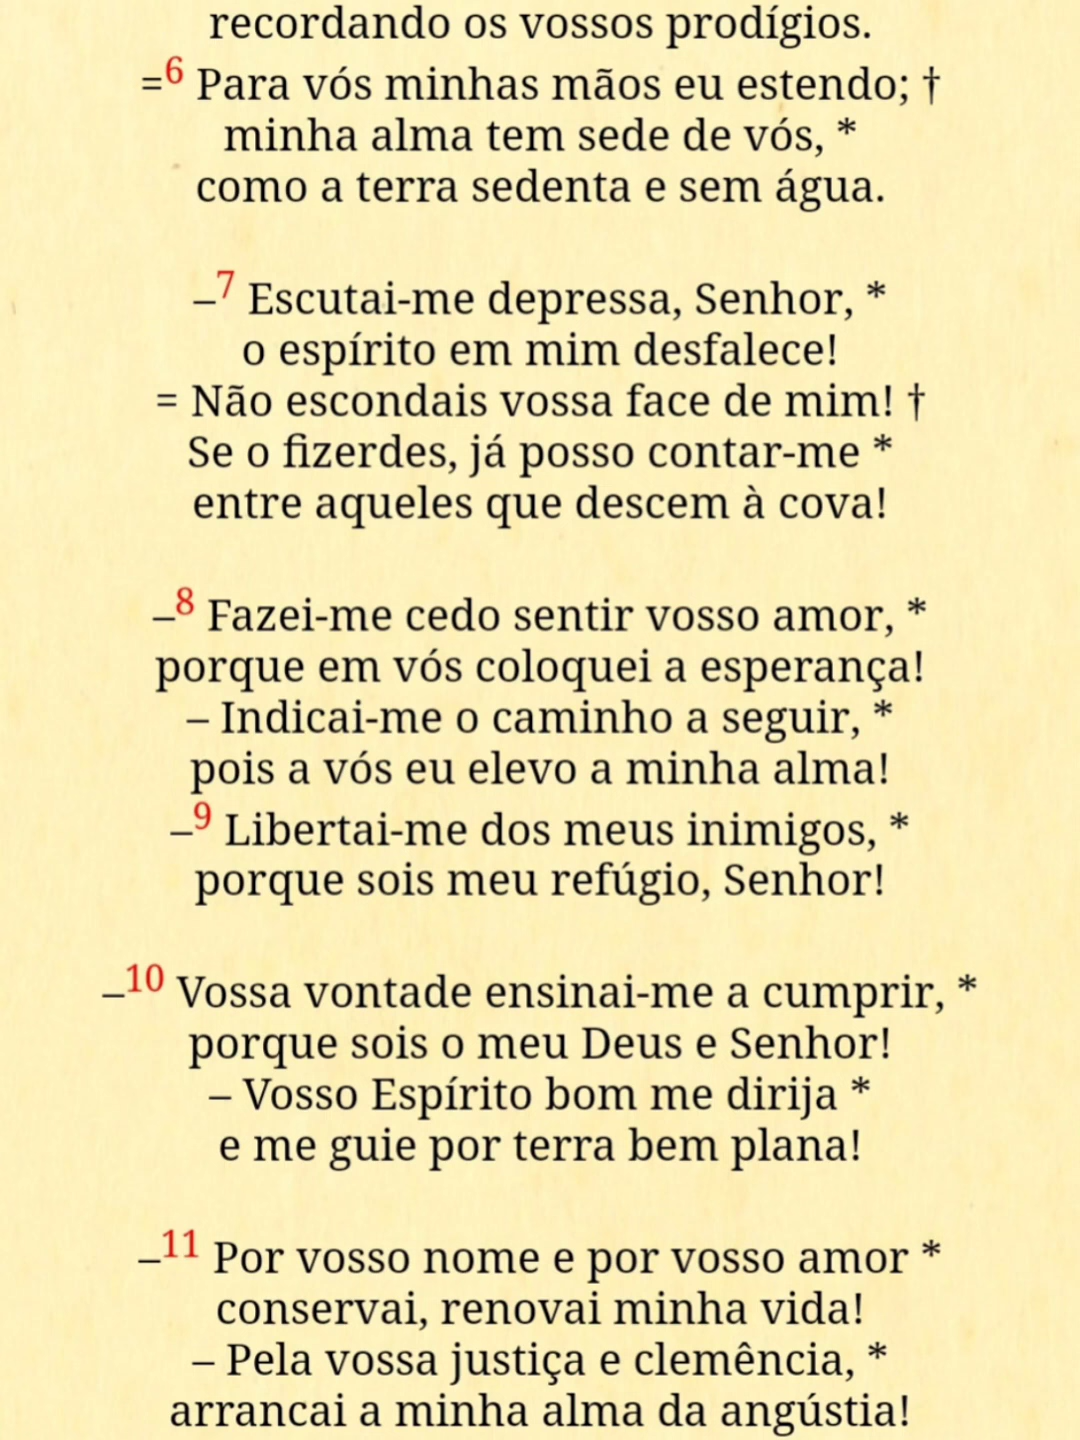 recordando os vossos prodígios.
=6 Para vós minhas mãos eu estendo; †
minha alma tem sede de vós, *
como a terra sedenta e sem água.
–7 Escutai-me depressa, Senhor, *
o espírito em mim desfalece!
= Não escondais vossa face de mim! †
Se o fizerdes, já posso contar-me *
entre aqueles que descem à cova!
–8 Fazei-me cedo sentir vosso amor, *
porque em vós coloquei a esperança!
– Indicai-me o caminho a seguir, *
pois a vós eu elevo a minha alma!
–9 Libertai-me dos meus inimigos, *
porque sois meu refúgio, Senhor!
–10 Vossa vontade ensinai-me a cumprir, *
porque sois o meu Deus e Senhor!
– Vosso Espírito bom me dirija *
e me guie por terra bem plana!
–11 Por vosso nome e por vosso amor *
conservai, renovai minha vida!
– Pela vossa justiça e clemência, *
arrancai a minha alma da angústia!